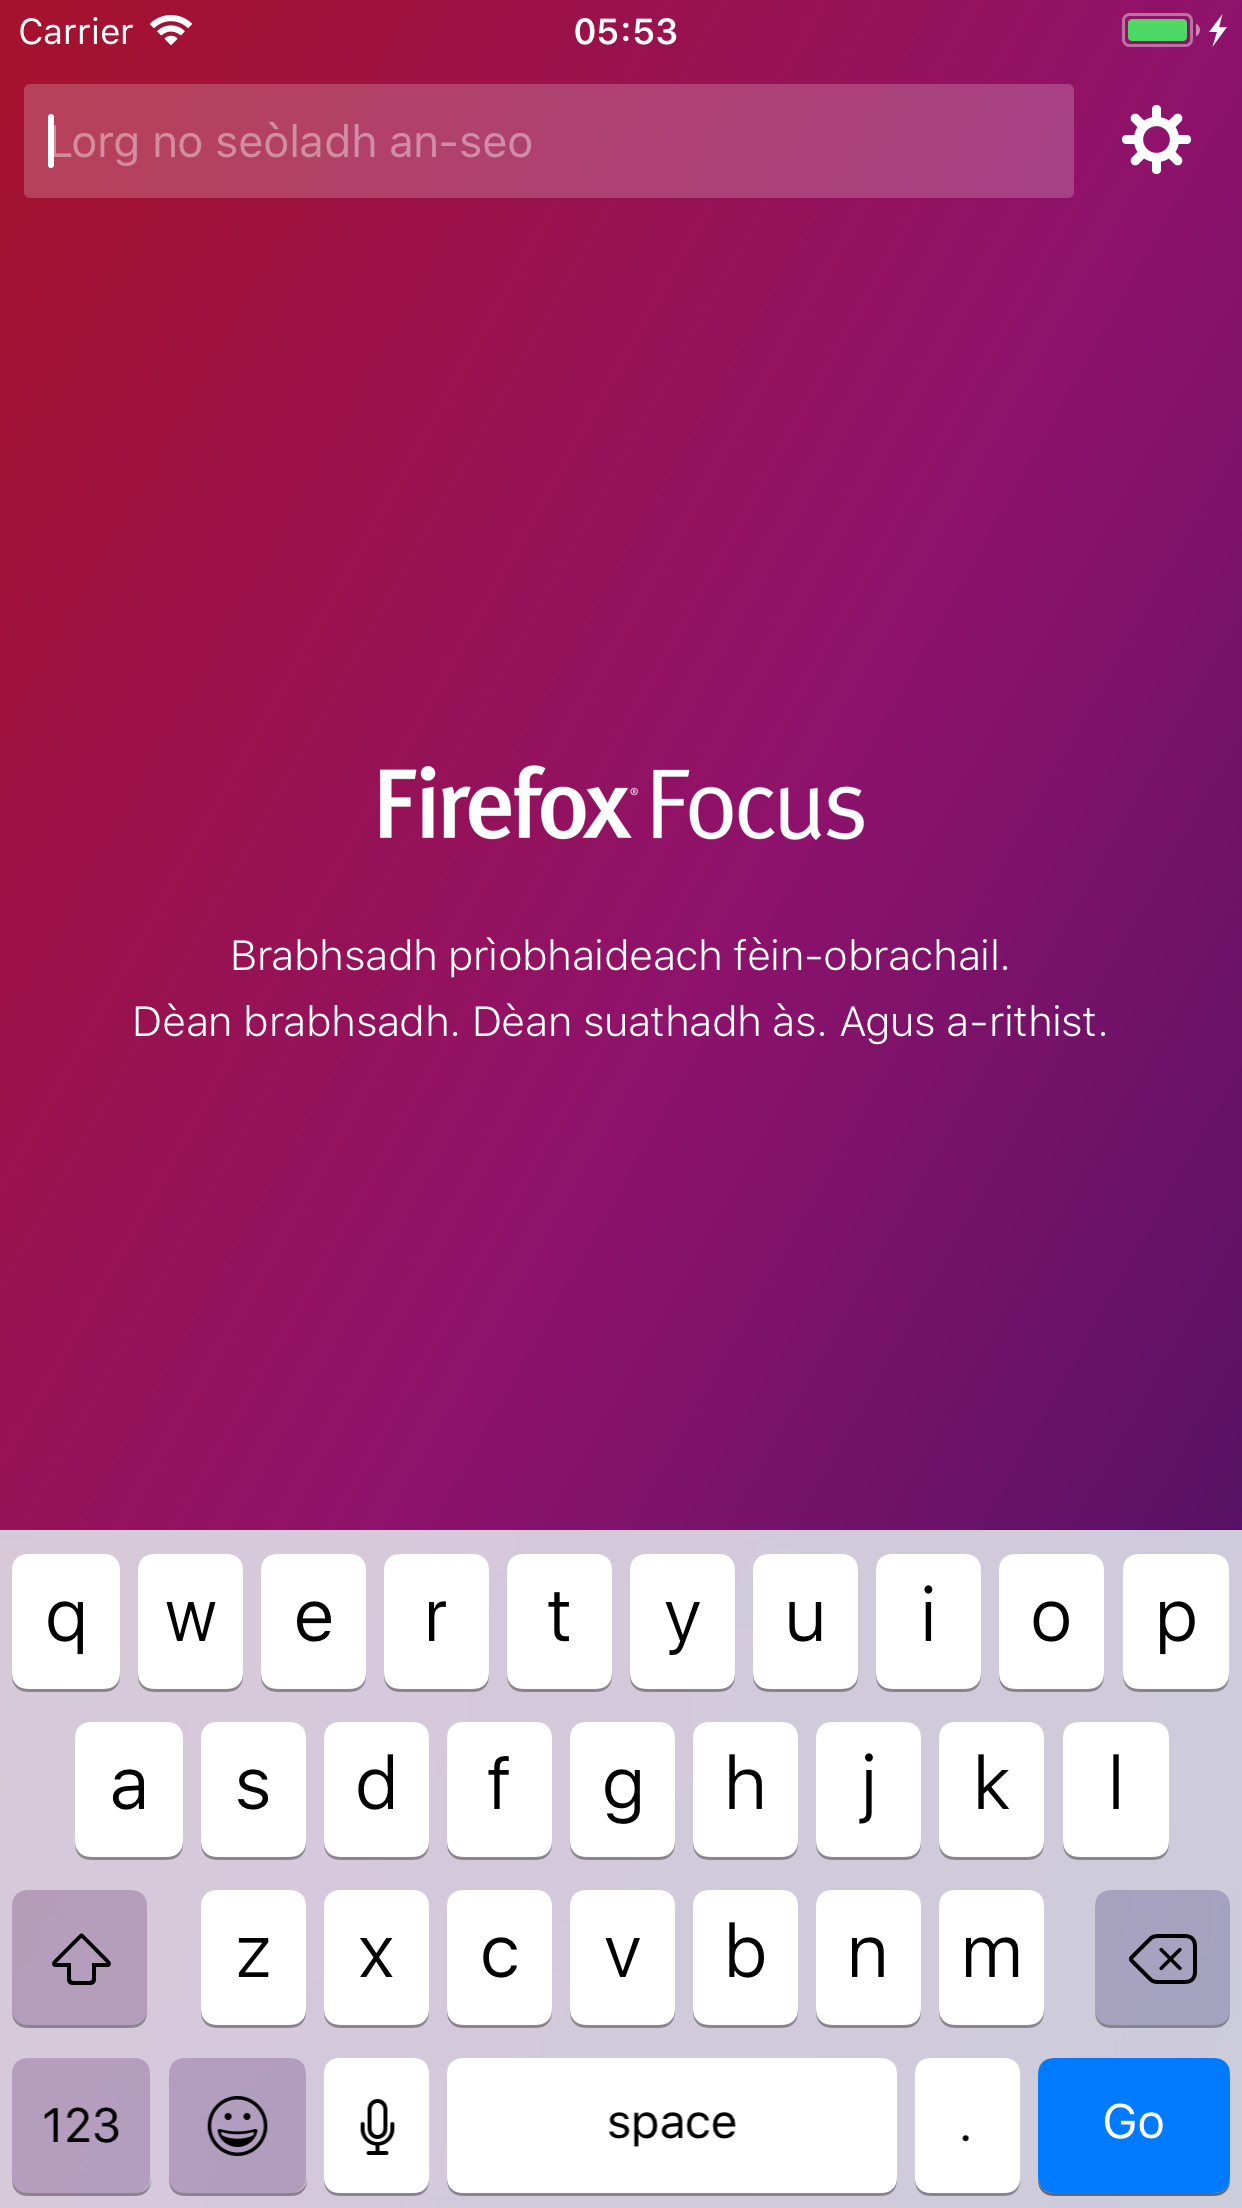 Carrier 05:53
Lorg no seòladh an-seo
Firefox® Focus
Brabhsadh prìobhaideach fèin-obrachail.
Dèan brabhsadh. Dèan suathadh às. Agus a-rithist.
q w e r t y u i o p
a s d f g h j k l
z x c v b n m
123 space . Go